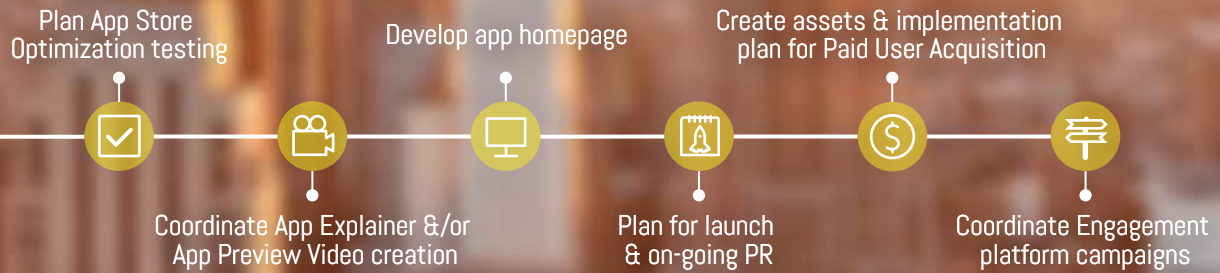 Plan App Store
Optimization testing
Coordinate App Explainer &/or
App Preview Video creation
Develop app homepage
Plan for launch
& on-going PR
Create assets & implementation
plan for Paid User Acquisition
Coordinate Engagement
platform campaigns